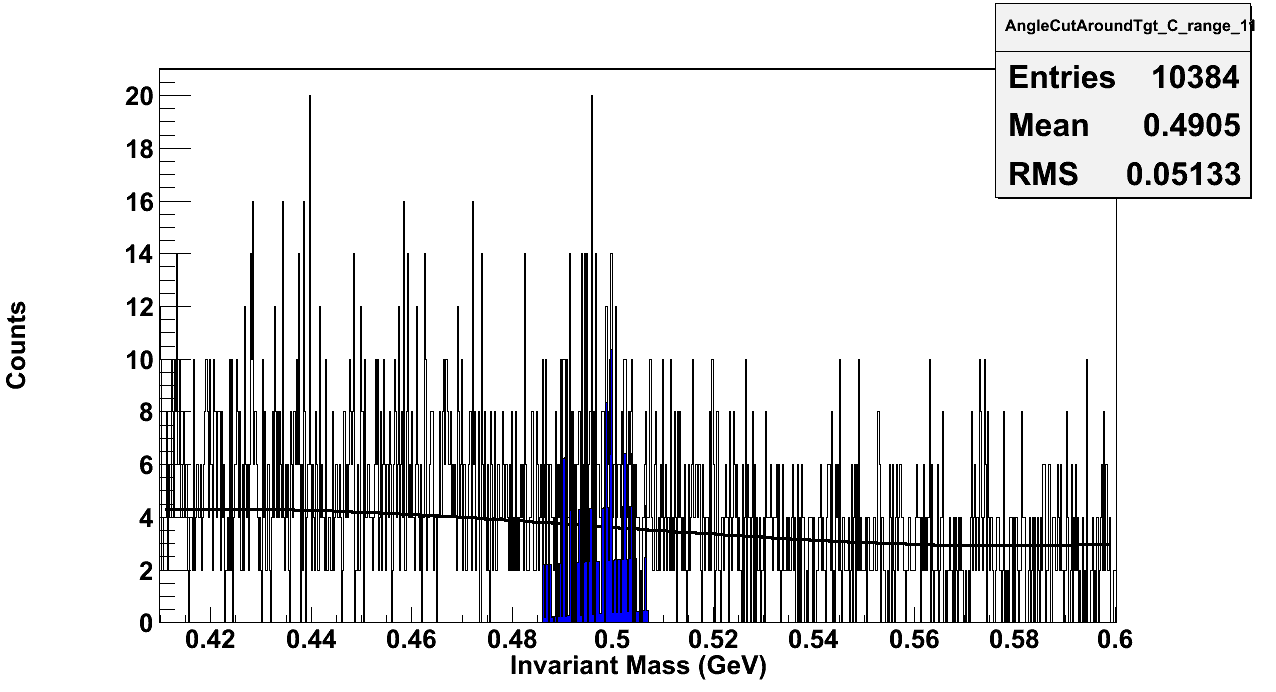 AngleCutAroundTgt_C_range_11
Entries 10384
Mean 0.4905
RMS 0.05133
20
18
16
14
12
10
8
6
4
2
0
Counts
0.42 0.44 0.46 0.48 0.5 0.52 0.54 0.56 0.58 0.6
Invariant Mass (GeV)